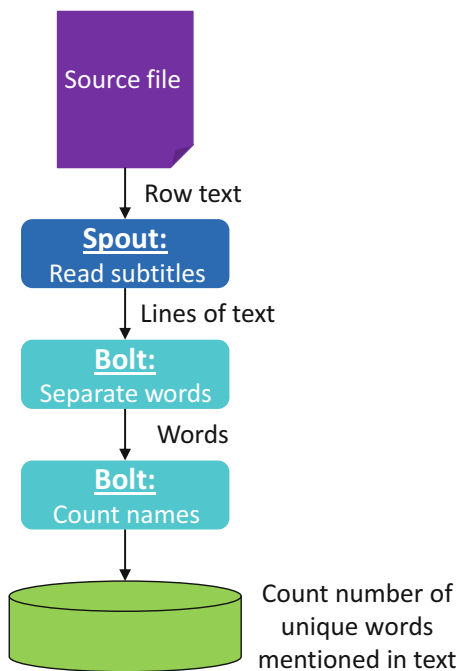 Source file
Row text
Spout:
Read subtitles
Lines of text
Bolt:
Separate words
Words
Bolt:
Count names
Count number of
unique words
mentioned in text